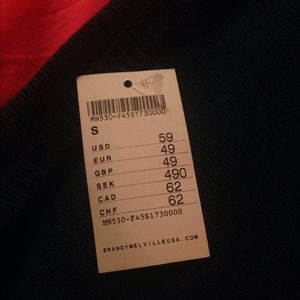 MN530-F45S1730000
S
USD 59
EUR 49
GBP 49
SEK 490
CAD 62
CHF 62
MN530-F45S1730000
BRANDYMELVILLEUSA.COM